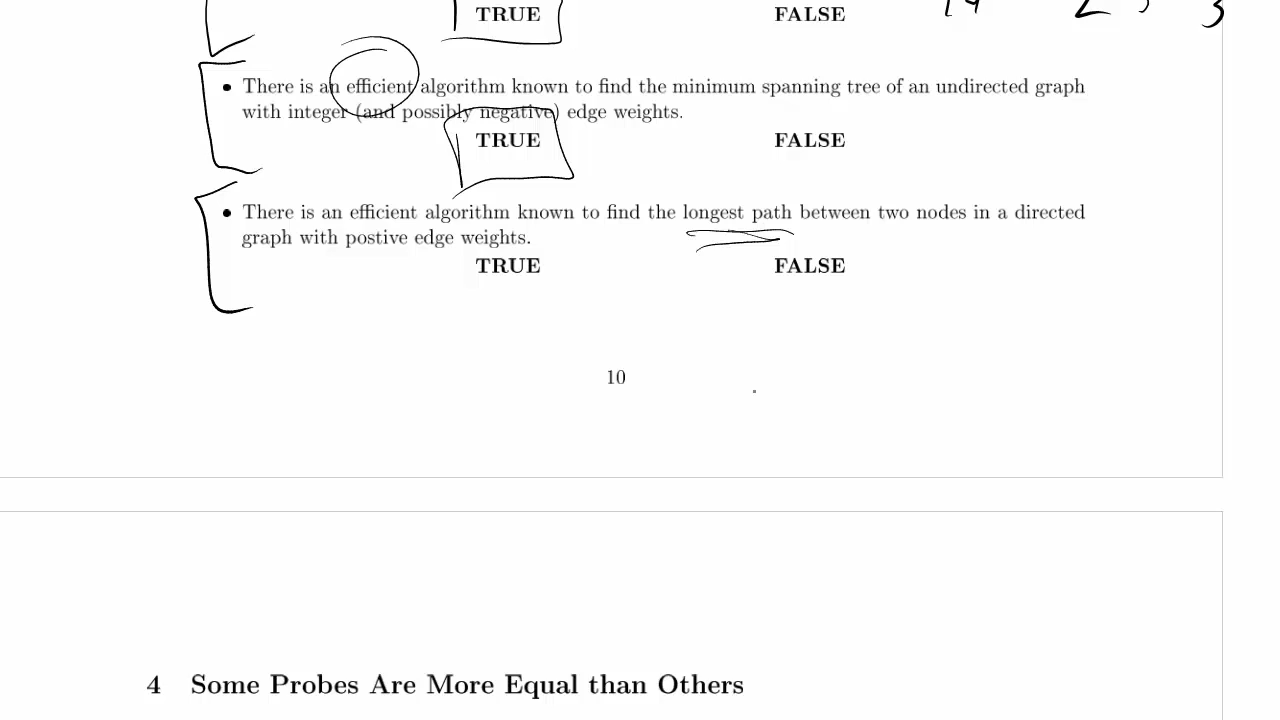 TRUE FALSE
• There is an efficient algorithm known to find the minimum spanning tree of an undirected graph
with integer (and possibly negative) edge weights.
TRUE FALSE
• There is an efficient algorithm known to find the longest path between two nodes in a directed
graph with postive edge weights.
TRUE FALSE
10
4 Some Probes Are More Equal than Others